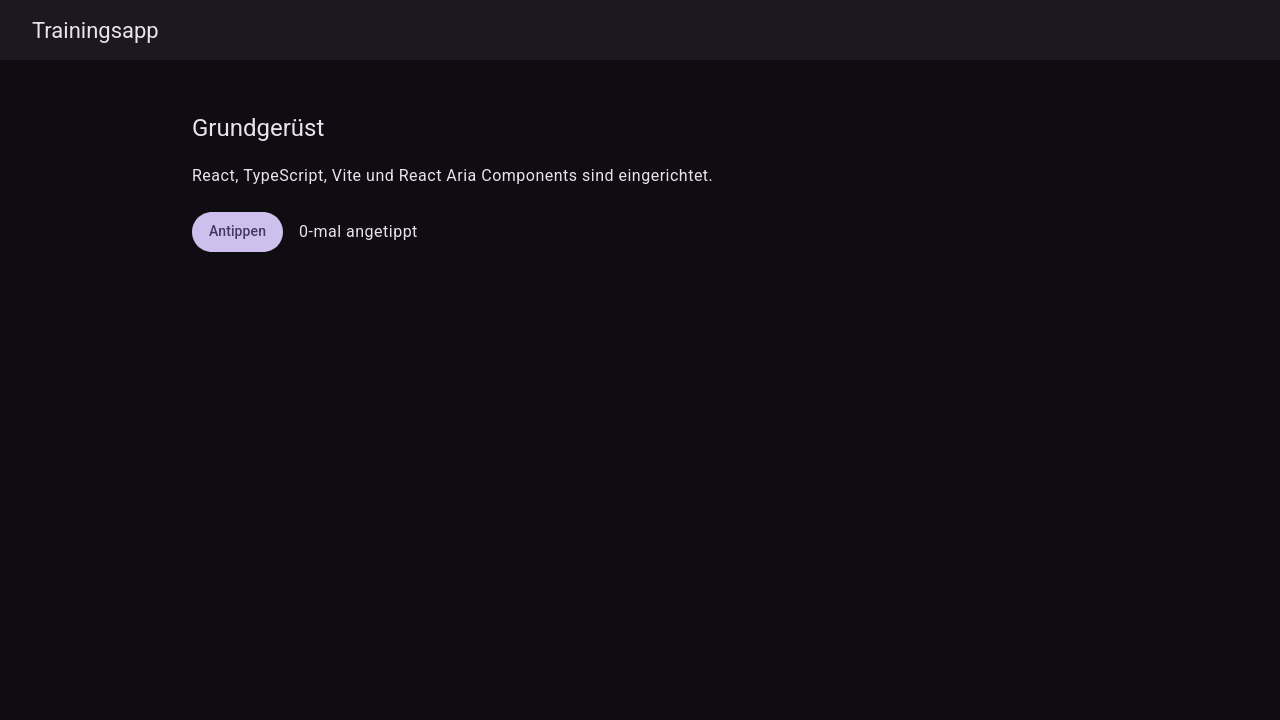 Trainingsapp
Grundgerüst
React, TypeScript, Vite und React Aria Components sind eingerichtet.
Antippen 0-mal angetippt